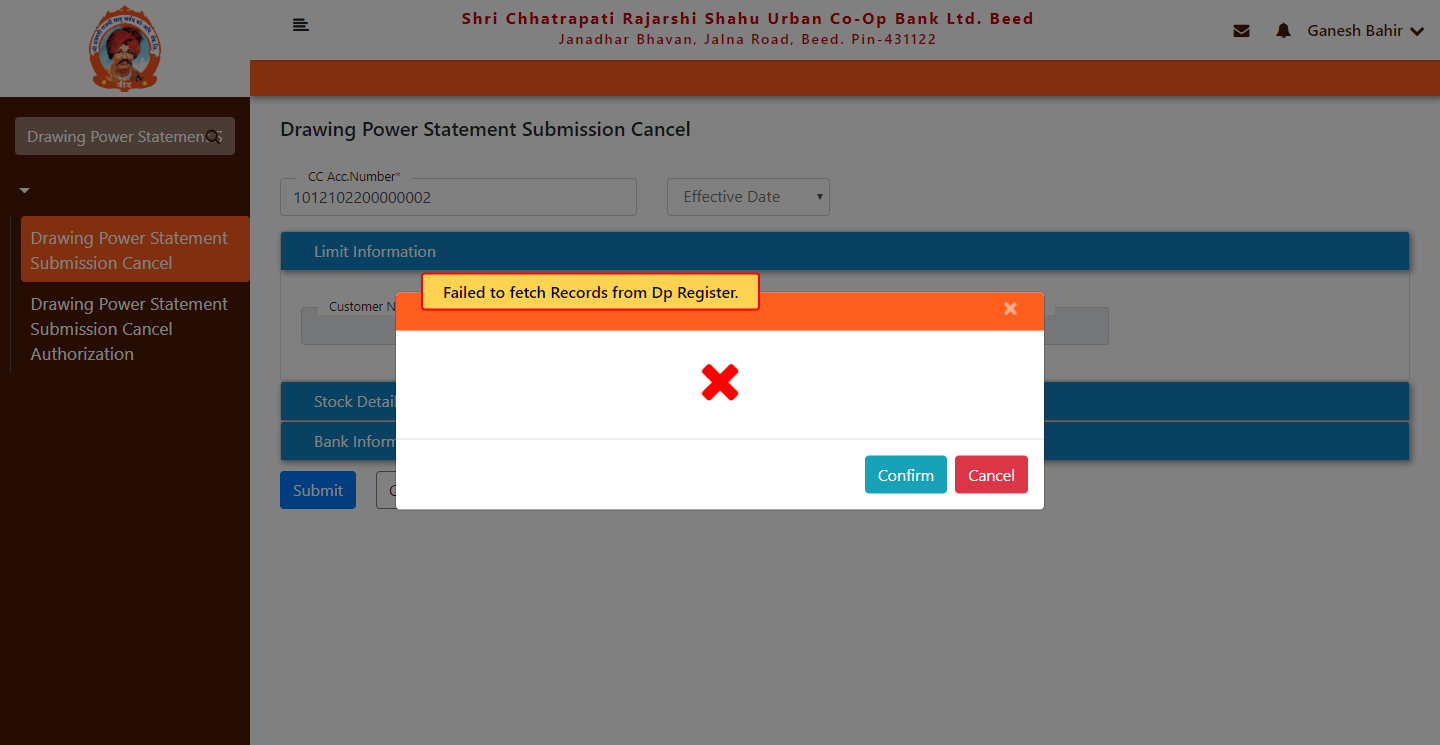 Shri Chhatrapati Rajarshi Shahu Urban Co-Op Bank Ltd. Beed
Janadhar Bhavan, Jalna Road, Beed. Pin-431122
Ganesh Bahir
Drawing Power Statement
Drawing Power Statement Submission Cancel
CC Acc.Number*
1012102200000002
Effective Date
Drawing Power Statement
Submission Cancel
Drawing Power Statement
Submission Cancel
Authorization
Limit Information
Failed to fetch Records from Dp Register.
Customer N
Stock Detail
Bank Inform
Confirm
Cancel
Submit